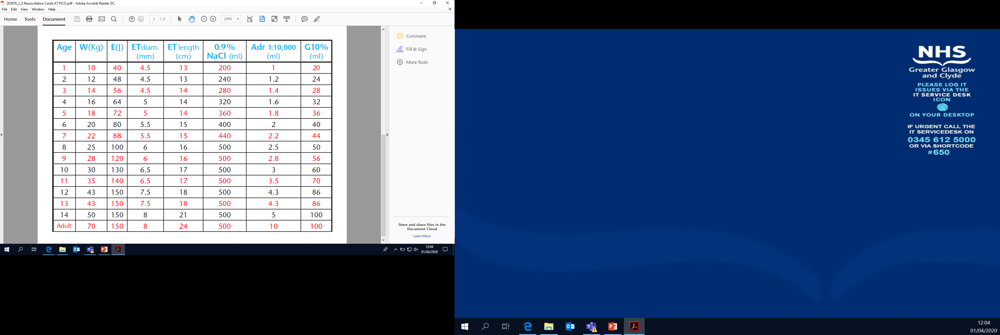 283876_2_0 Resuscitation Cards A7 PICO.pdf - Adobe Acrobat Reader DC
File Edit View Window Help
Home Tools Document 2 / 2 239%
Age W(Kg) E(J) ET diam. (mm) ET length (cm) 0.9% NaCl (ml) Adr 1:10,000 (ml) G10% (ml)
1 10 40 4.5 13 200 1 20
2 12 48 4.5 13 240 1.2 24
3 14 56 4.5 14 280 1.4 28
4 16 64 5 14 320 1.6 32
5 18 72 5 14 360 1.8 36
6 20 80 5.5 15 400 2 40
7 22 88 5.5 15 440 2.2 44
8 25 100 6 16 500 2.5 50
9 28 120 6 16 500 2.8 56
10 30 130 6.5 17 500 3 60
11 35 140 6.5 17 500 3.5 70
12 43 150 7.5 18 500 4.3 86
13 43 150 7.5 18 500 4.3 86
14 50 150 8 21 500 5 100
Adult 70 150 8 24 500 10 100
Comment
Fill & Sign
More Tools
Store and share files in the
Document Cloud
Learn More
12:04
01/04/2020
NHS
Greater Glasgow
and Clyde
PLEASE LOG IT
ISSUES VIA THE
IT SERVICE DESK
ICON
help
ON YOUR DESKTOP
IF URGENT CALL THE
IT SERVICEDESK ON
0345 612 5000
OR VIA SHORTCODE
#650
12:04
01/04/2020